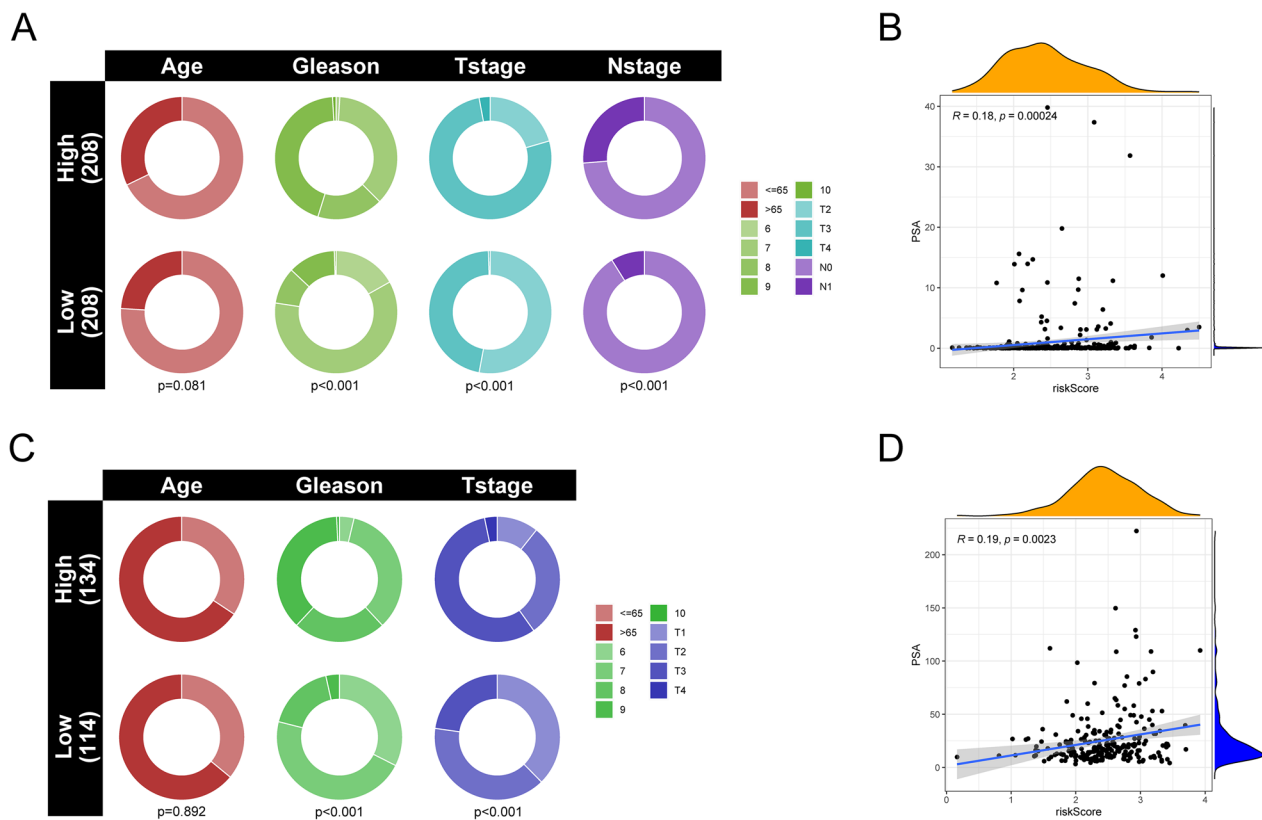 A
Age Gleason Tstage Nstage
High
(208)
Low
(208)
p=0.081 p<0.001 p<0.001 p<0.001
<=65 10
>65 T2
6 T3
7 T4
8 N0
9 N1
B
R = 0.18, p = 0.00024
PSA
40
30
20
10
0
2 3 4
riskScore
C
Age Gleason Tstage
High
(134)
Low
(114)
p=0.892 p<0.001 p<0.001
<=65 10
>65 T1
6 T2
7 T3
8 T4
9
D
R = 0.19, p = 0.0023
PSA
200
150
100
50
0
0 1 2 3 4
riskScore